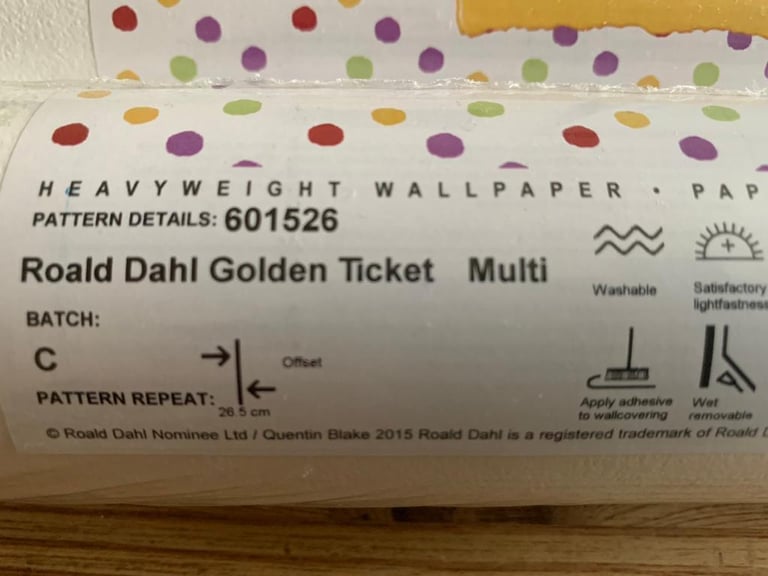 HEAVYWEIGHT WALLPAPER • PAP
PATTERN DETAILS: 601526
Roald Dahl Golden Ticket Multi
Washable
Satisfactory
lightfastness
BATCH:
C
Offset
PATTERN REPEAT:
26.5 cm
Apply adhesive
to wallcovering
Wet
removable
© Roald Dahl Nominee Ltd / Quentin Blake 2015 Roald Dahl is a registered trademark of Roald D